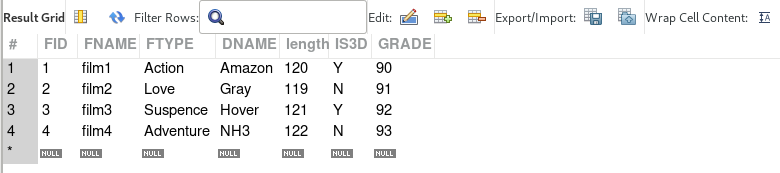 Result Grid Filter Rows: Edit: Export/Import: Wrap Cell Content:
# FID FNAME FTYPE DNAME length IS3D GRADE
1 1 film1 Action Amazon 120 Y 90
2 2 film2 Love Gray 119 N 91
3 3 film3 Suspence Hover 121 Y 92
4 4 film4 Adventure NH3 122 N 93
* NULL NULL NULL NULL NULL NULL NULL